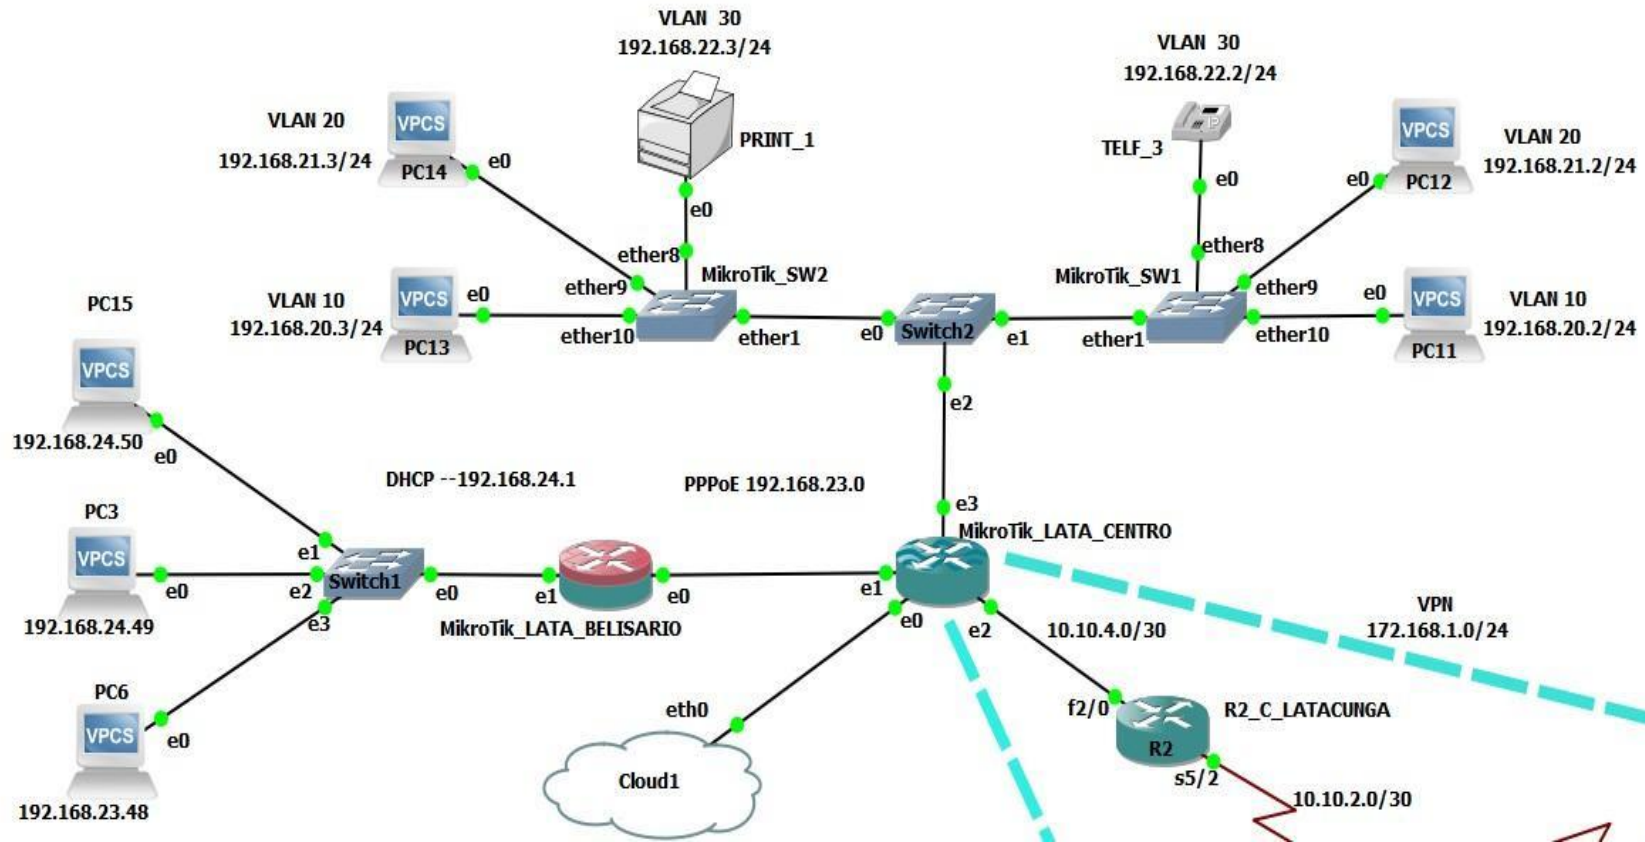 VLAN 30
192.168.22.3/24
VLAN 30
192.168.22.2/24
VLAN 20
192.168.21.3/24
VPCS
PC14
e0
PRINT_1
e0
TELF_3
e0
VPCS
PC12
e0
VLAN 20
192.168.21.2/24
ether8
ether9
MikroTik_SW2
ether8
MikroTik_SW1
ether9
PC15
VLAN 10
192.168.20.3/24
VPCS
PC13
e0
ether10
ether1
e0
Switch2
e1
ether1
ether10
e0
VPCS
PC11
VLAN 10
192.168.20.2/24
VPCS
192.168.24.50
e0
e2
DHCP --192.168.24.1
PPPoE 192.168.23.0
PC3
e3
MikroTik_LATA_CENTRO
VPCS
e0
192.168.24.49
e1
e2
Switch1
e3
e0
e1
e0
MikroTik_LATA_BELISARIO
e1
e0
e2
10.10.4.0/30
VPN
172.168.1.0/24
PC6
VPCS
e0
192.168.23.48
eth0
Cloud1
f2/0
R2_C_LATACUNGA
R2
s5/2
10.10.2.0/30